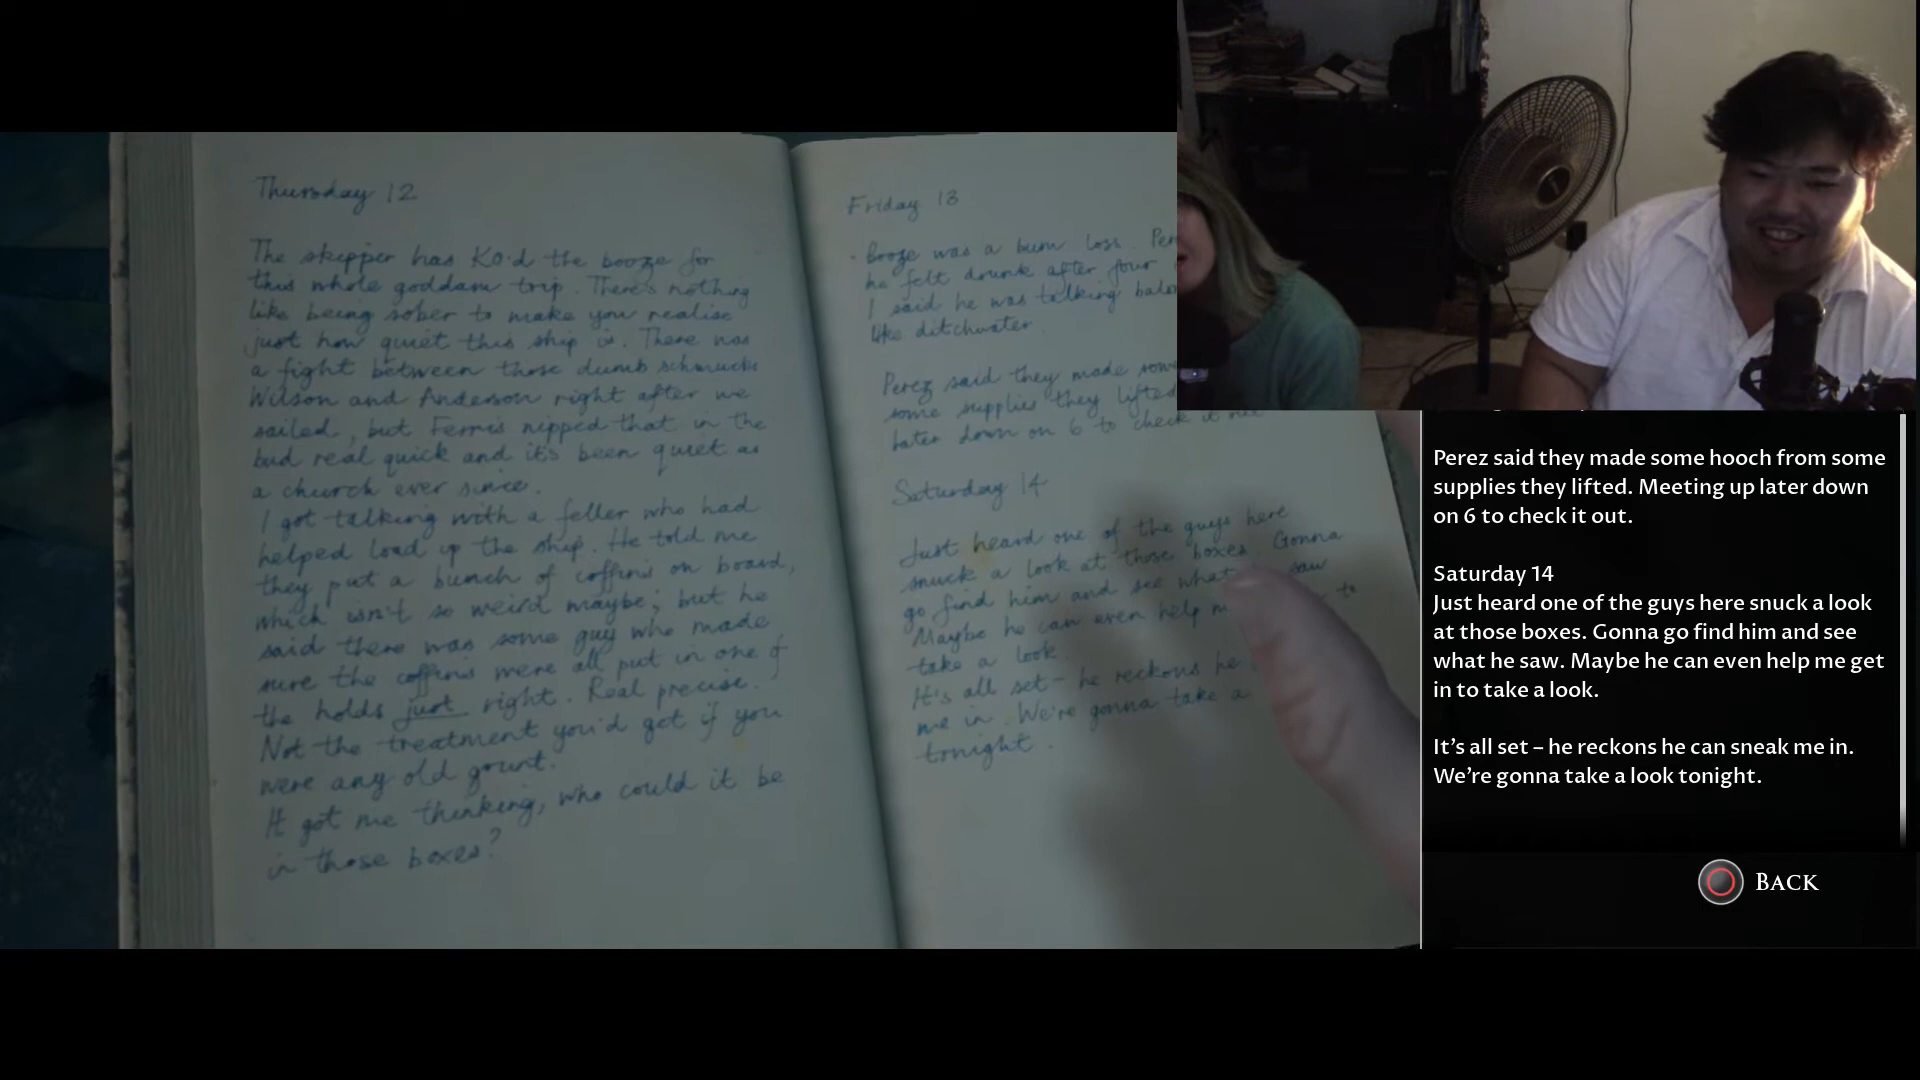 Thursday 12
The skipper has KO'd the booze for
this whole goddam trip. There's nothing
like being sober to make you realise
just how quiet this ship is. There was
a fight between those dumb schmucks
Wilson and Anderson right after we
sailed, but Ferris nipped that in the
bud real quick and it's been quiet as
a church ever since.
I got talking with a feller who had
helped load up the ship. He told me
they put a bunch of coffins on board,
which isn't so weird maybe; but he
said there was some guy who made
sure the coffins were all put in one of
the holds just right. Real precise.
Not the treatment you'd get if you
were any old grunt.
It got me thinking, who could it be
in those boxes?
Friday 13
Booze was a bum loss. Per
he felt drunk after four
I said he was talking
like ditchwater.
Perez said they made som
some supplies they lifted
later down on 6 to check it out
Saturday 14
Just heard one of the guys here
snuck a look at those boxes. Gonna
go find him and see what saw
Maybe he can even help to
take a look.
It's all set - he reckons he
me in. We're gonna take a
tonight.
Perez said they made some hooch from some
supplies they lifted. Meeting up later down
on 6 to check it out.
Saturday 14
Just heard one of the guys here snuck a look
at those boxes. Gonna go find him and see
what he saw. Maybe he can even help me get
in to take a look.
It's all set – he reckons he can sneak me in.
We're gonna take a look tonight.
BACK